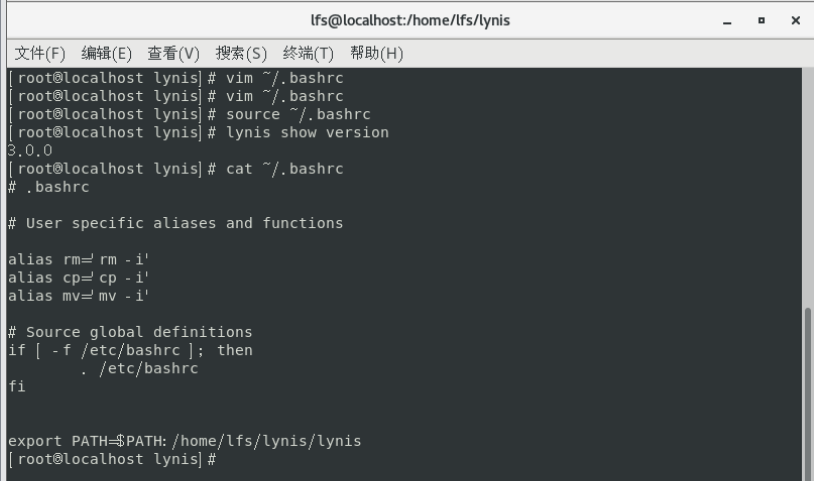 lfs@localhost:/home/lfs/lynis
文件(F) 编辑(E) 查看(V) 搜索(S) 终端(T) 帮助(H)
[root@localhost lynis]# vim ~/.bashrc
[root@localhost lynis]# vim ~/.bashrc
[root@localhost lynis]# source ~/.bashrc
[root@localhost lynis]# lynis show version
3.0.0
[root@localhost lynis]# cat ~/.bashrc
# .bashrc
# User specific aliases and functions
alias rm='rm -i'
alias cp='cp -i'
alias mv='mv -i'
# Source global definitions
if [ -f /etc/bashrc ]; then
. /etc/bashrc
fi
export PATH=$PATH:/home/lfs/lynis/lynis
[root@localhost lynis]#